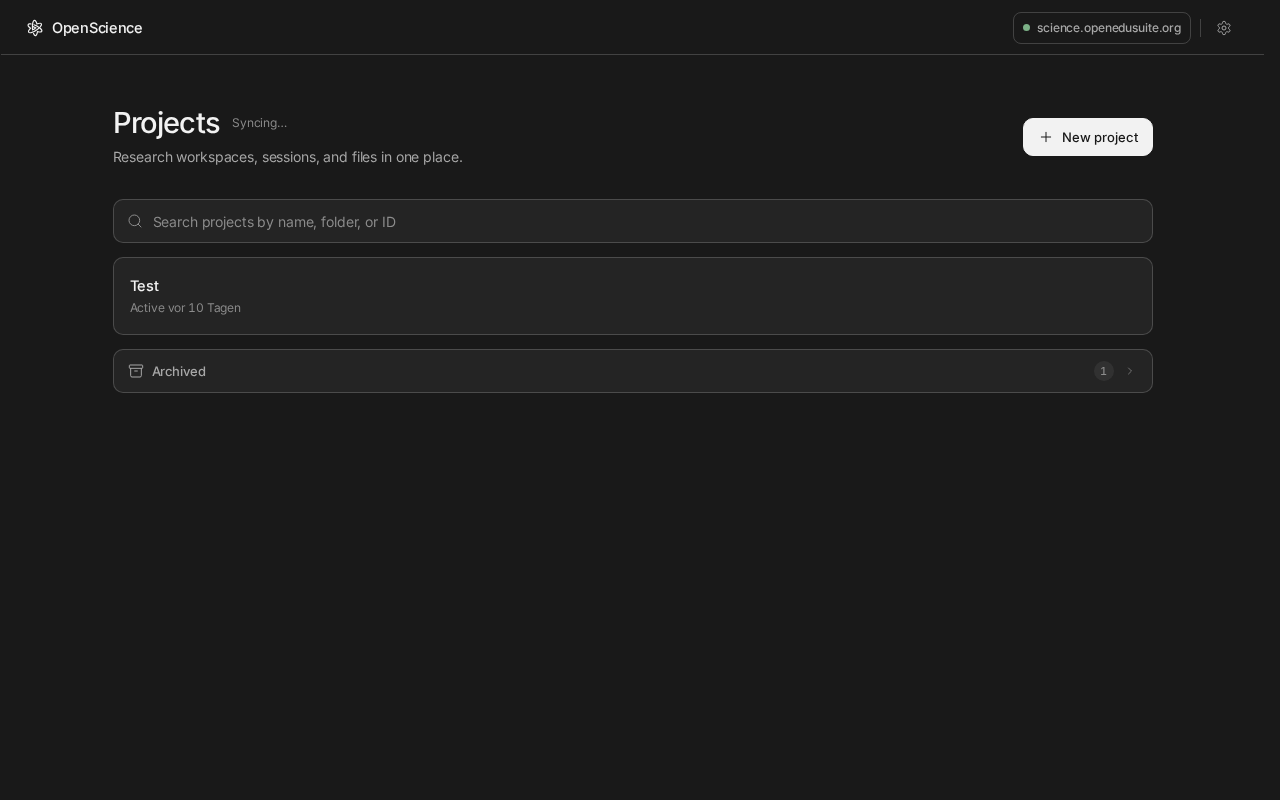 OpenScience
science.openedusuite.org
Projects
Syncing…
Research workspaces, sessions, and files in one place.
New project
Search projects by name, folder, or ID
Test
Active vor 10 Tagen
Archived
1